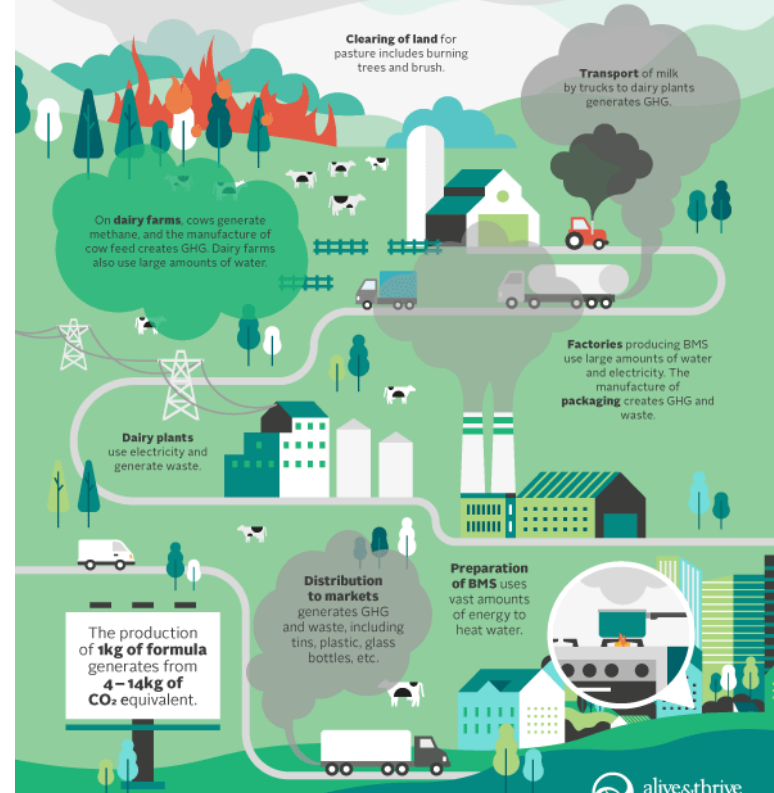 Clearing of land for
pasture includes burning
trees and brush.
Transport of milk
by trucks to dairy plants
generates GHG.
On dairy farms, cows generate
methane, and the manufacture of
cow feed creates GHG. Dairy farms
also use large amounts of water.
Factories producing BMS
use large amounts of water
and electricity. The
manufacture of
packaging creates GHG and
waste.
Dairy plants
use electricity and
generate waste.
Distribution
to markets
generates GHG
and waste, including
tins, plastic, glass
bottles, etc.
Preparation
of BMS uses
vast amounts
of energy to
heat water.
The production
of 1kg of formula
generates from
4–14kg of
CO₂ equivalent.
alive&thrive